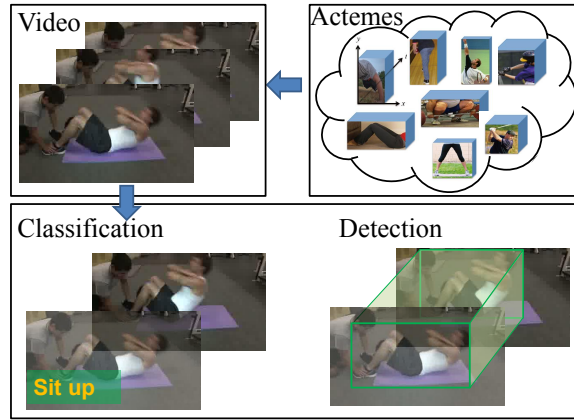 Video
Actemes
y
t
x
Classification
Detection
Sit up